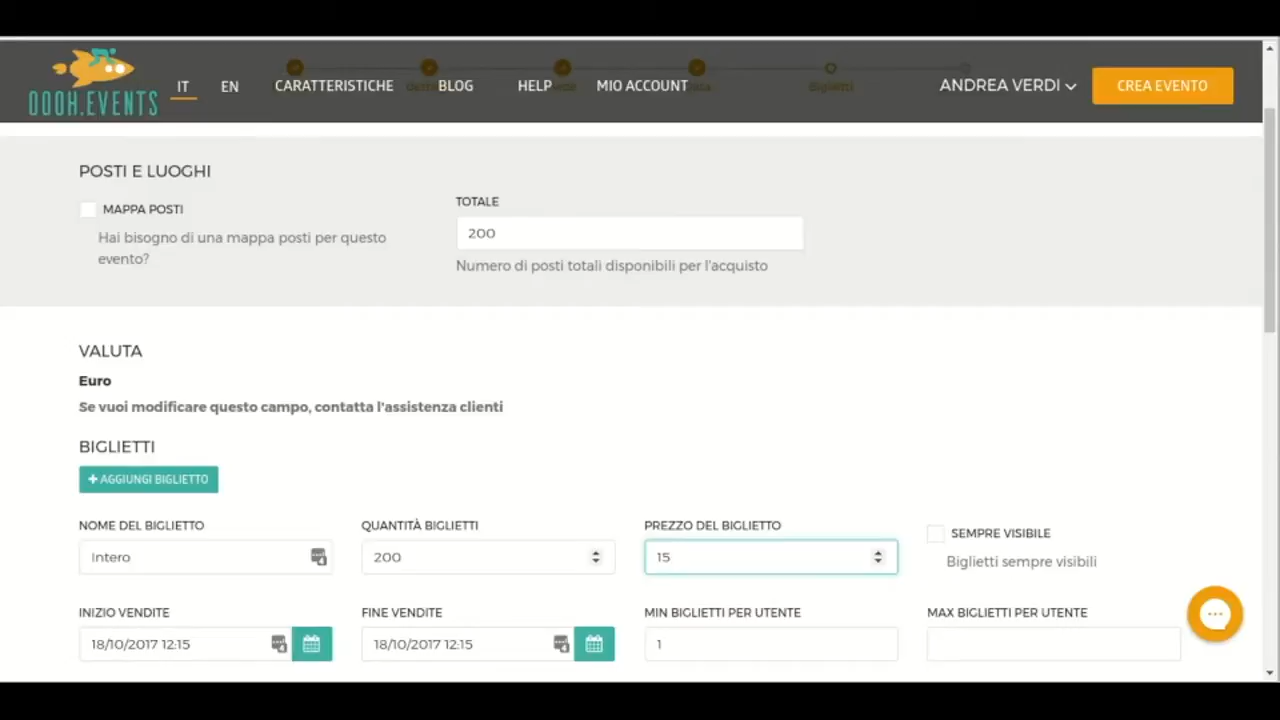 OOOH.EVENTS
IT
EN
CARATTERISTICHE
BLOG
HELP
MIO ACCOUNT
Biglietti
ANDREA VERDI
CREA EVENTO
POSTI E LUOGHI
MAPPA POSTI
Hai bisogno di una mappa posti per questo
evento?
TOTALE
200
Numero di posti totali disponibili per l'acquisto
VALUTA
Euro
Se vuoi modificare questo campo, contatta l'assistenza clienti
BIGLIETTI
+ AGGIUNGI BIGLIETTO
NOME DEL BIGLIETTO
Intero
QUANTITÀ BIGLIETTI
200
PREZZO DEL BIGLIETTO
15
SEMPRE VISIBILE
Biglietti sempre visibili
INIZIO VENDITE
18/10/2017 12:15
FINE VENDITE
18/10/2017 12:15
MIN BIGLIETTI PER UTENTE
1
MAX BIGLIETTI PER UTENTE